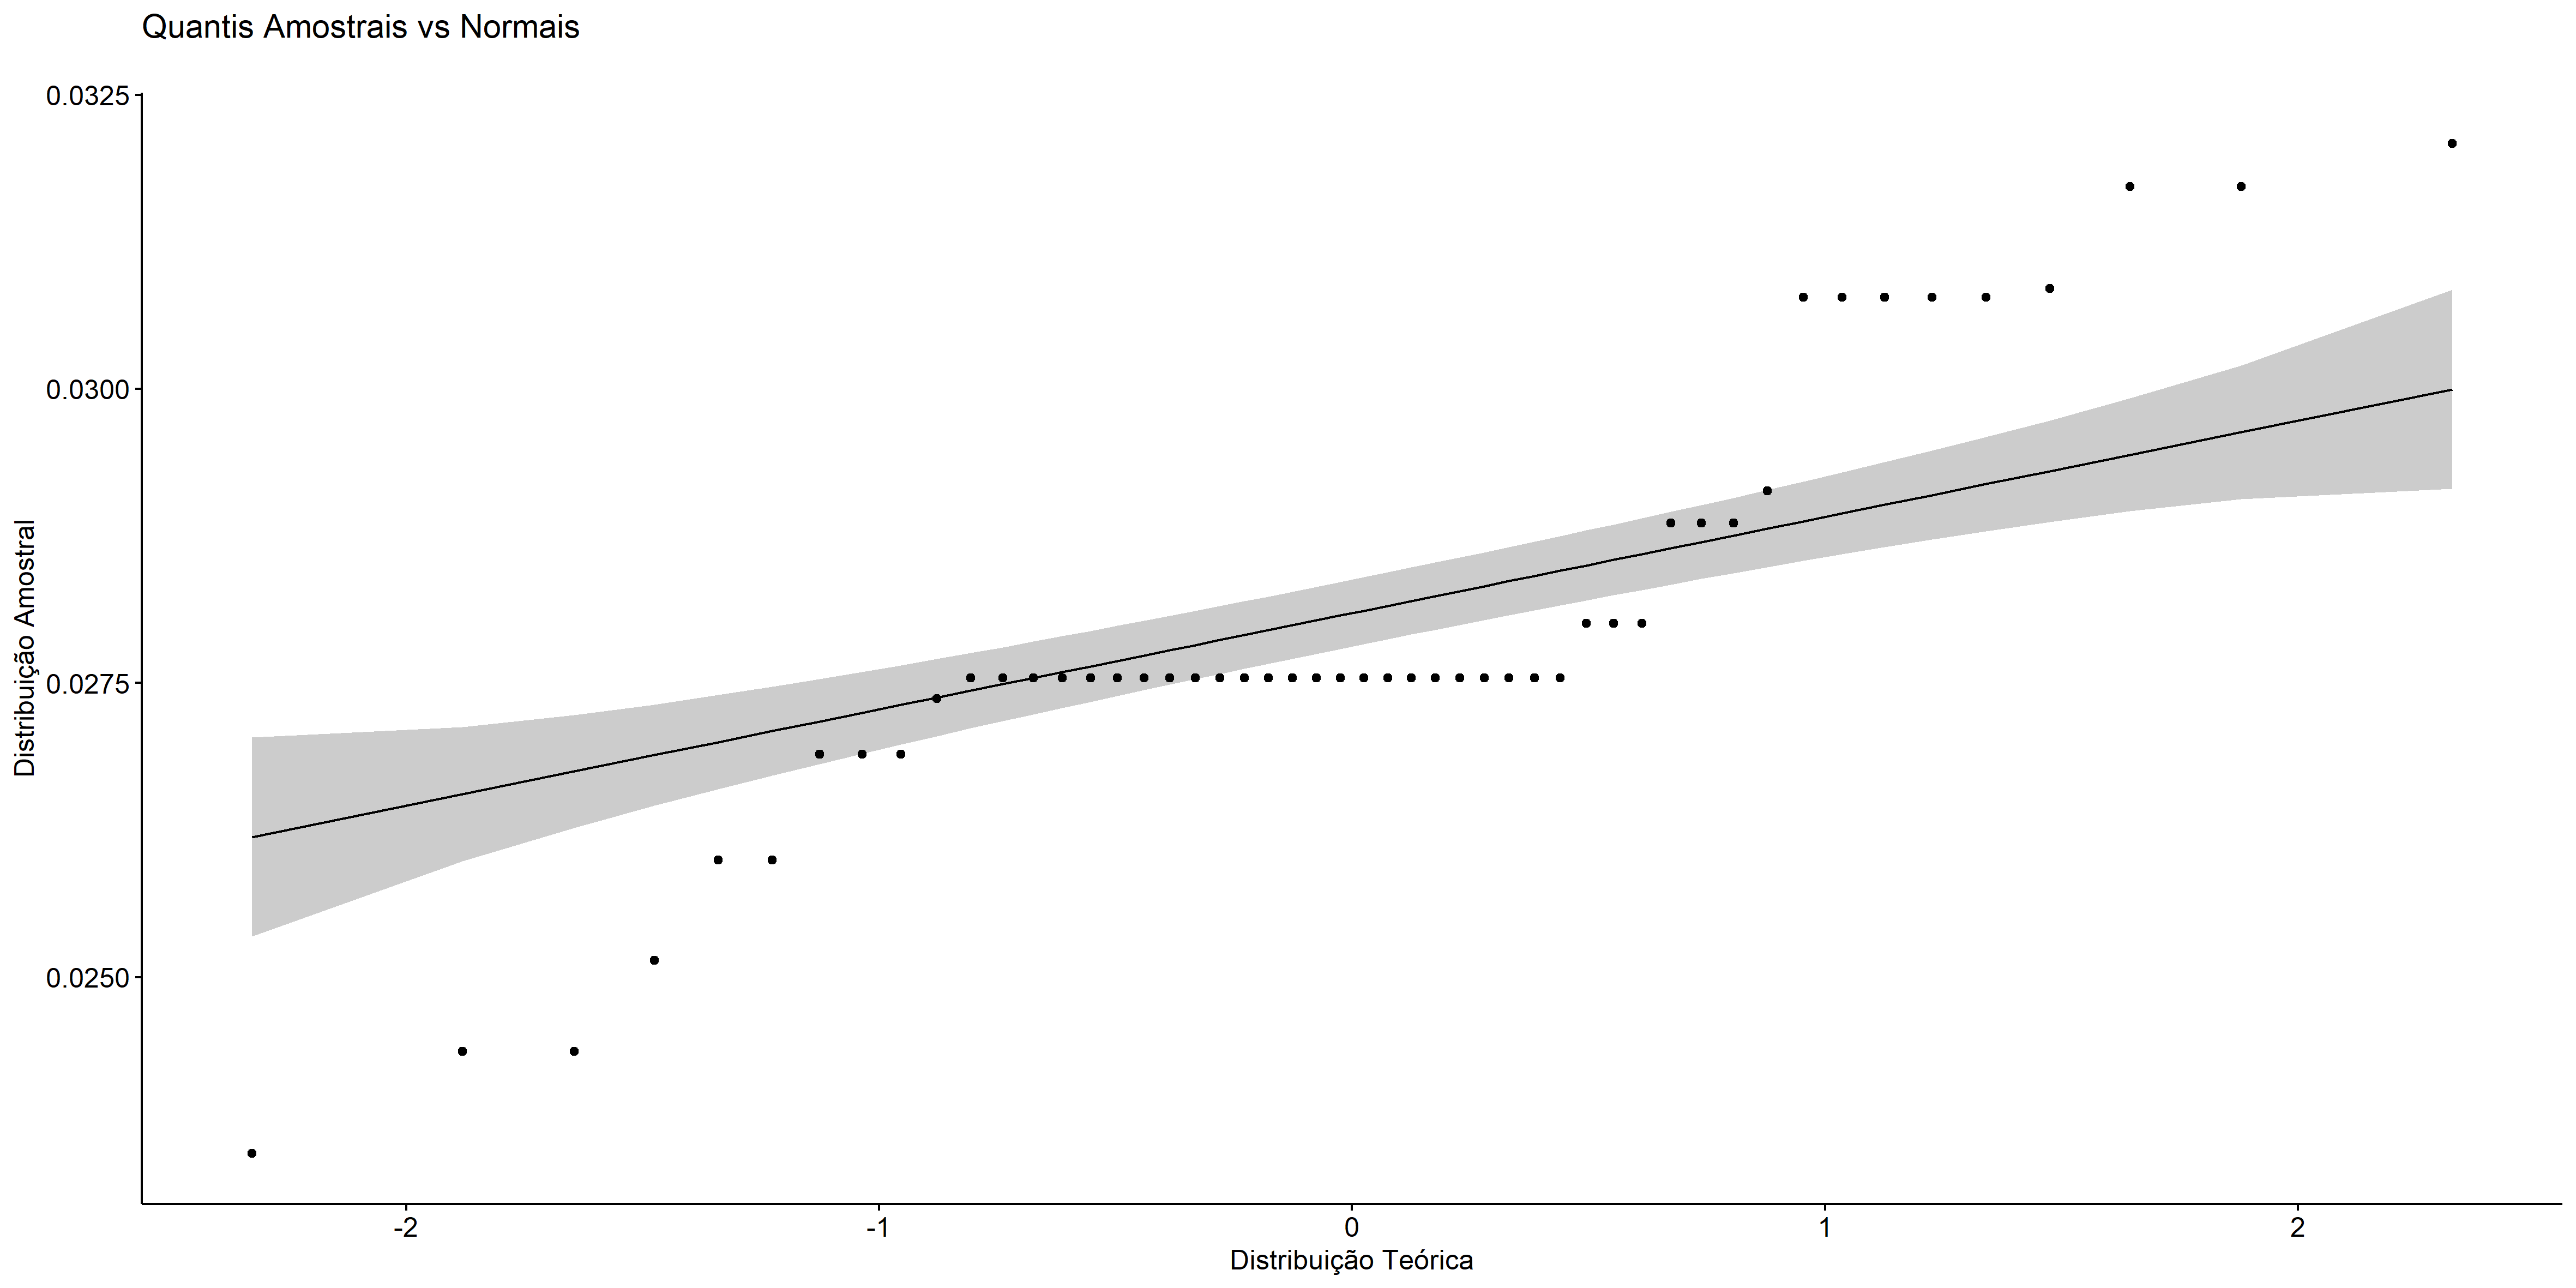 Quantis Amostrais vs Normais
0.0325
0.0300
0.0275
0.0250
Distribuição Amostral
-2 -1 0 1 2
Distribuição Teórica